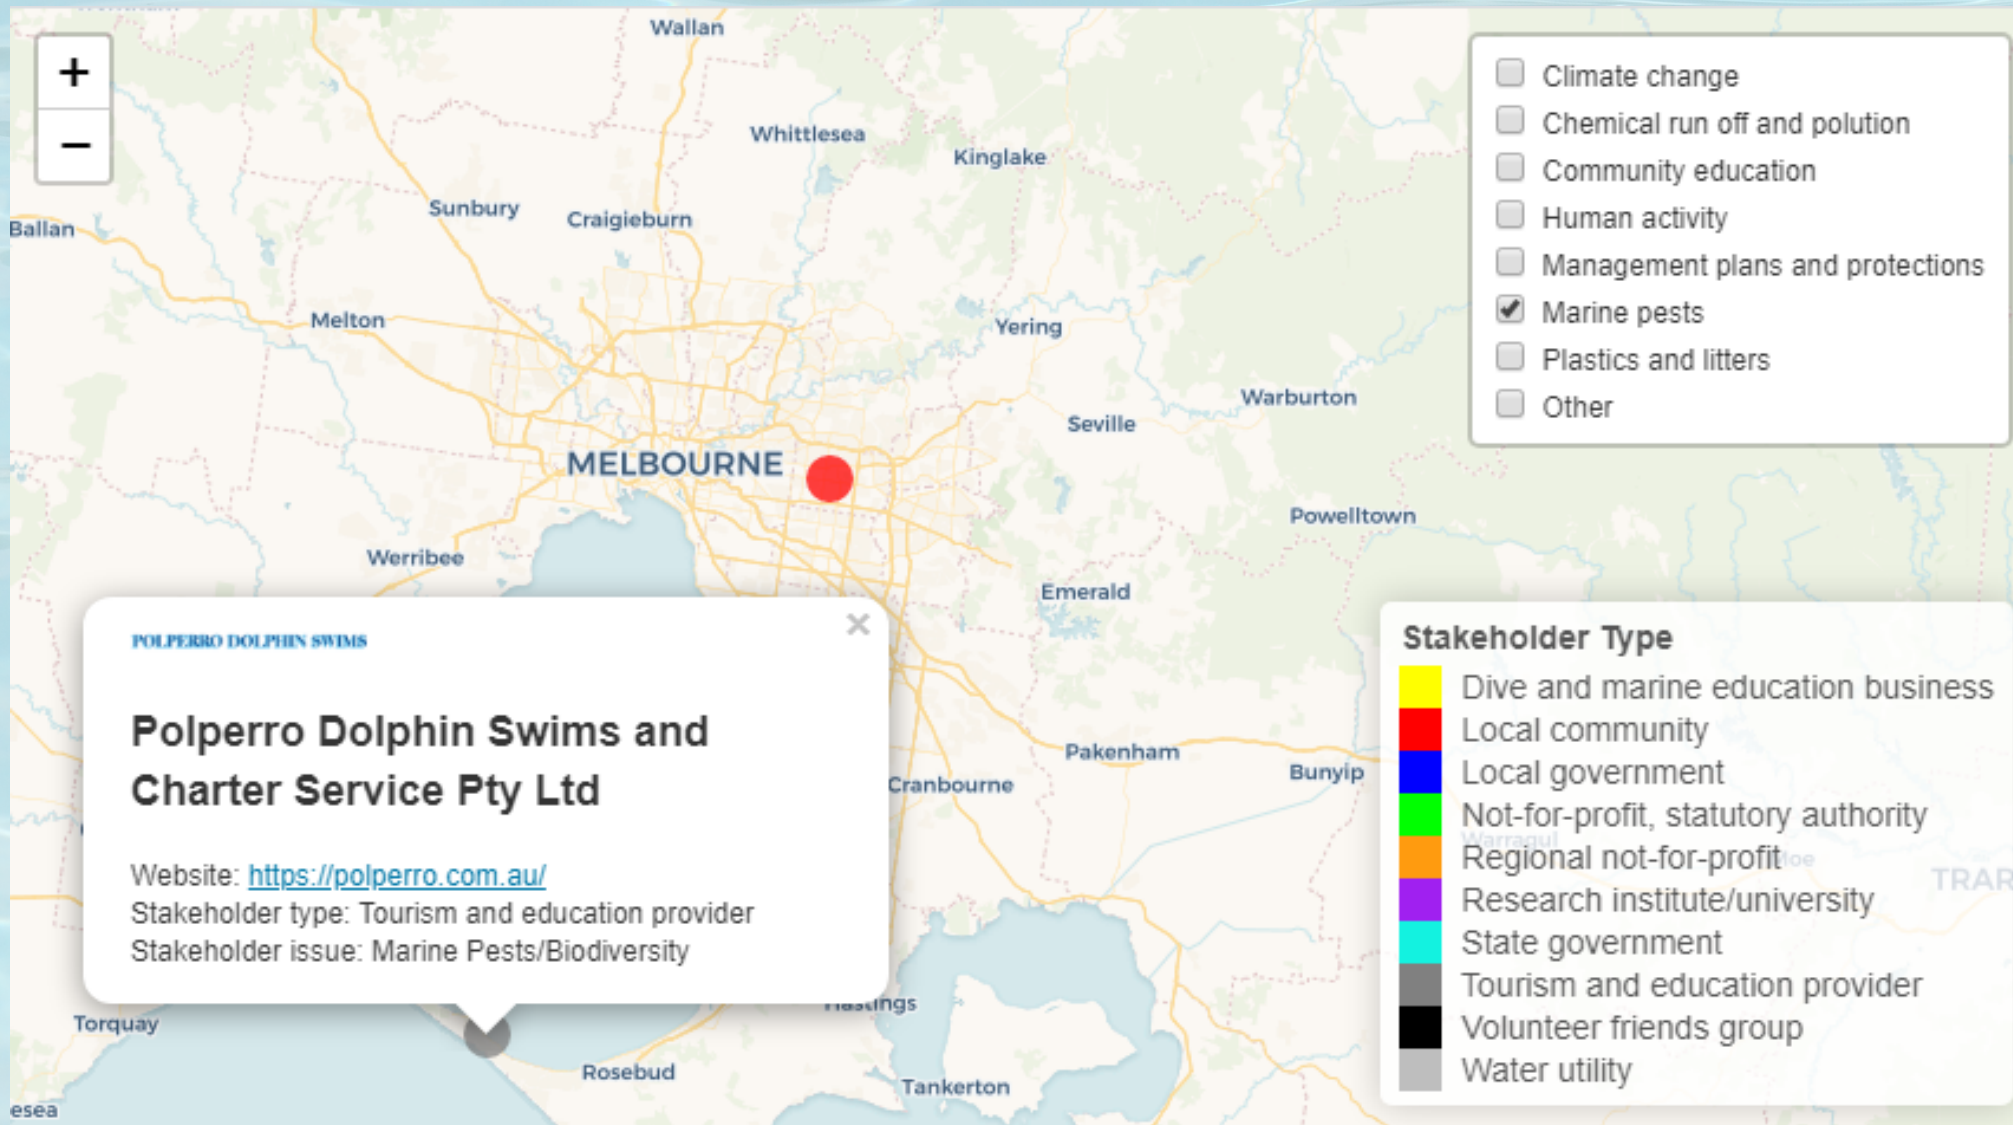 Wallan
+
−
Whittlesea
Kinglake
Sunbury
Craigieburn
Ballan
Melton
Yering
Warburton
Seville
MELBOURNE
Powelltown
Werribee
Emerald
Pakenham
Bunyip
Cranbourne
Torquay
Hastings
Rosebud
Tankerton
esea
Warragul
Moe
TRAR
Climate change
Chemical run off and polution
Community education
Human activity
Management plans and protections
Marine pests
Plastics and litters
Other
POLPERRO DOLPHIN SWIMS
×
Polperro Dolphin Swims and
Charter Service Pty Ltd
Website: https://polperro.com.au/
Stakeholder type: Tourism and education provider
Stakeholder issue: Marine Pests/Biodiversity
Stakeholder Type
Dive and marine education business
Local community
Local government
Not-for-profit, statutory authority
Regional not-for-profit
Research institute/university
State government
Tourism and education provider
Volunteer friends group
Water utility